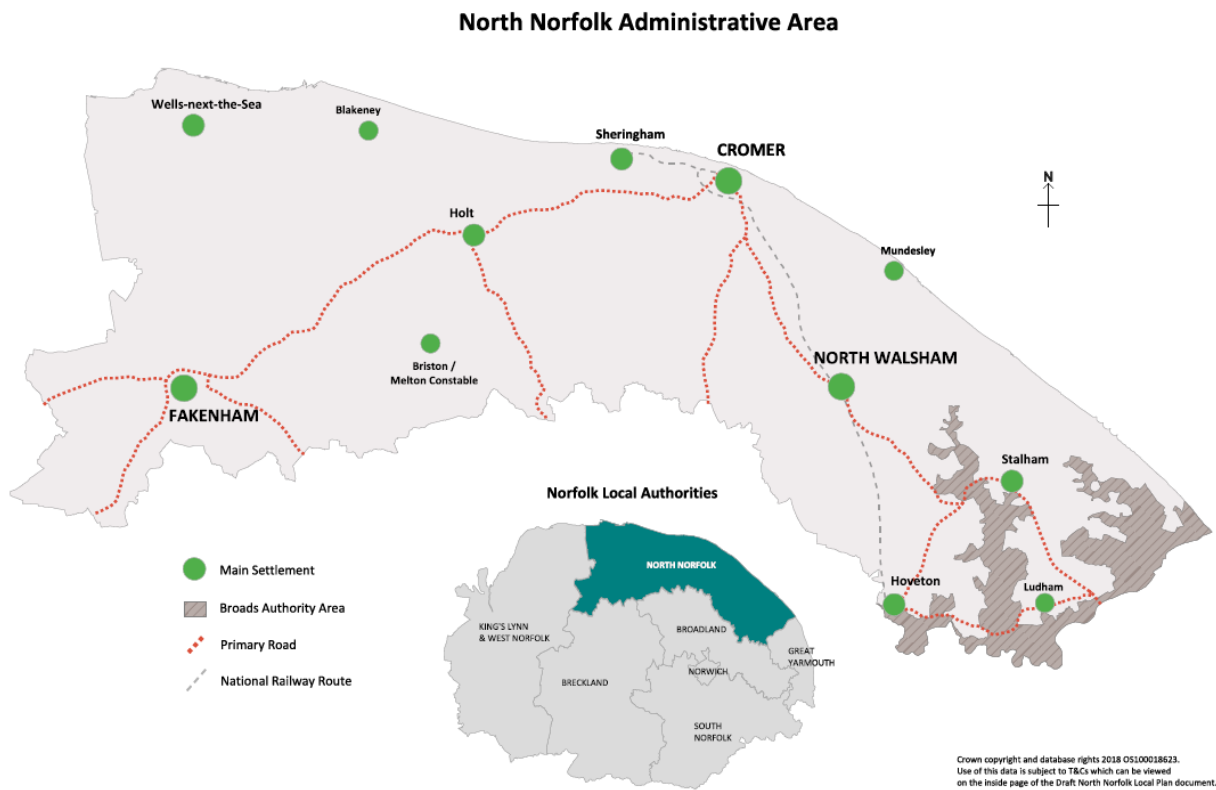 North Norfolk Administrative Area
Wells-next-the-Sea
Blakeney
Sheringham
CROMER
N
Holt
Mundesley
Briston /
Melton Constable
NORTH WALSHAM
FAKENHAM
Stalham
Hoveton
Ludham
Main Settlement
Broads Authority Area
Primary Road
National Railway Route
Norfolk Local Authorities
NORTH NORFOLK
KING'S LYNN
& WEST NORFOLK
BROADLAND
GREAT
YARMOUTH
NORWICH
BRECKLAND
SOUTH
NORFOLK
Crown copyright and database rights 2018 OS100018623.
Use of this data is subject to T&Cs which can be viewed
on the inside page of the Draft North Norfolk Local Plan document.